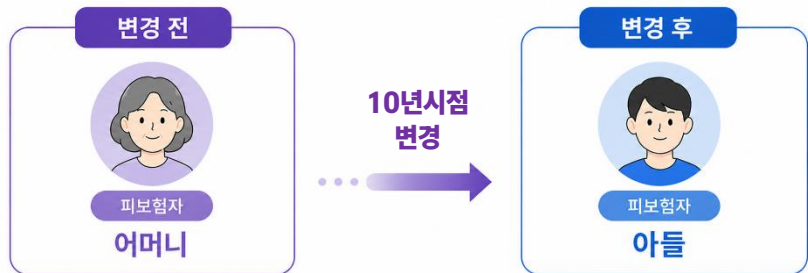 변경 전
피보험자
어머니
10년시점
변경
변경 후
피보험자
아들